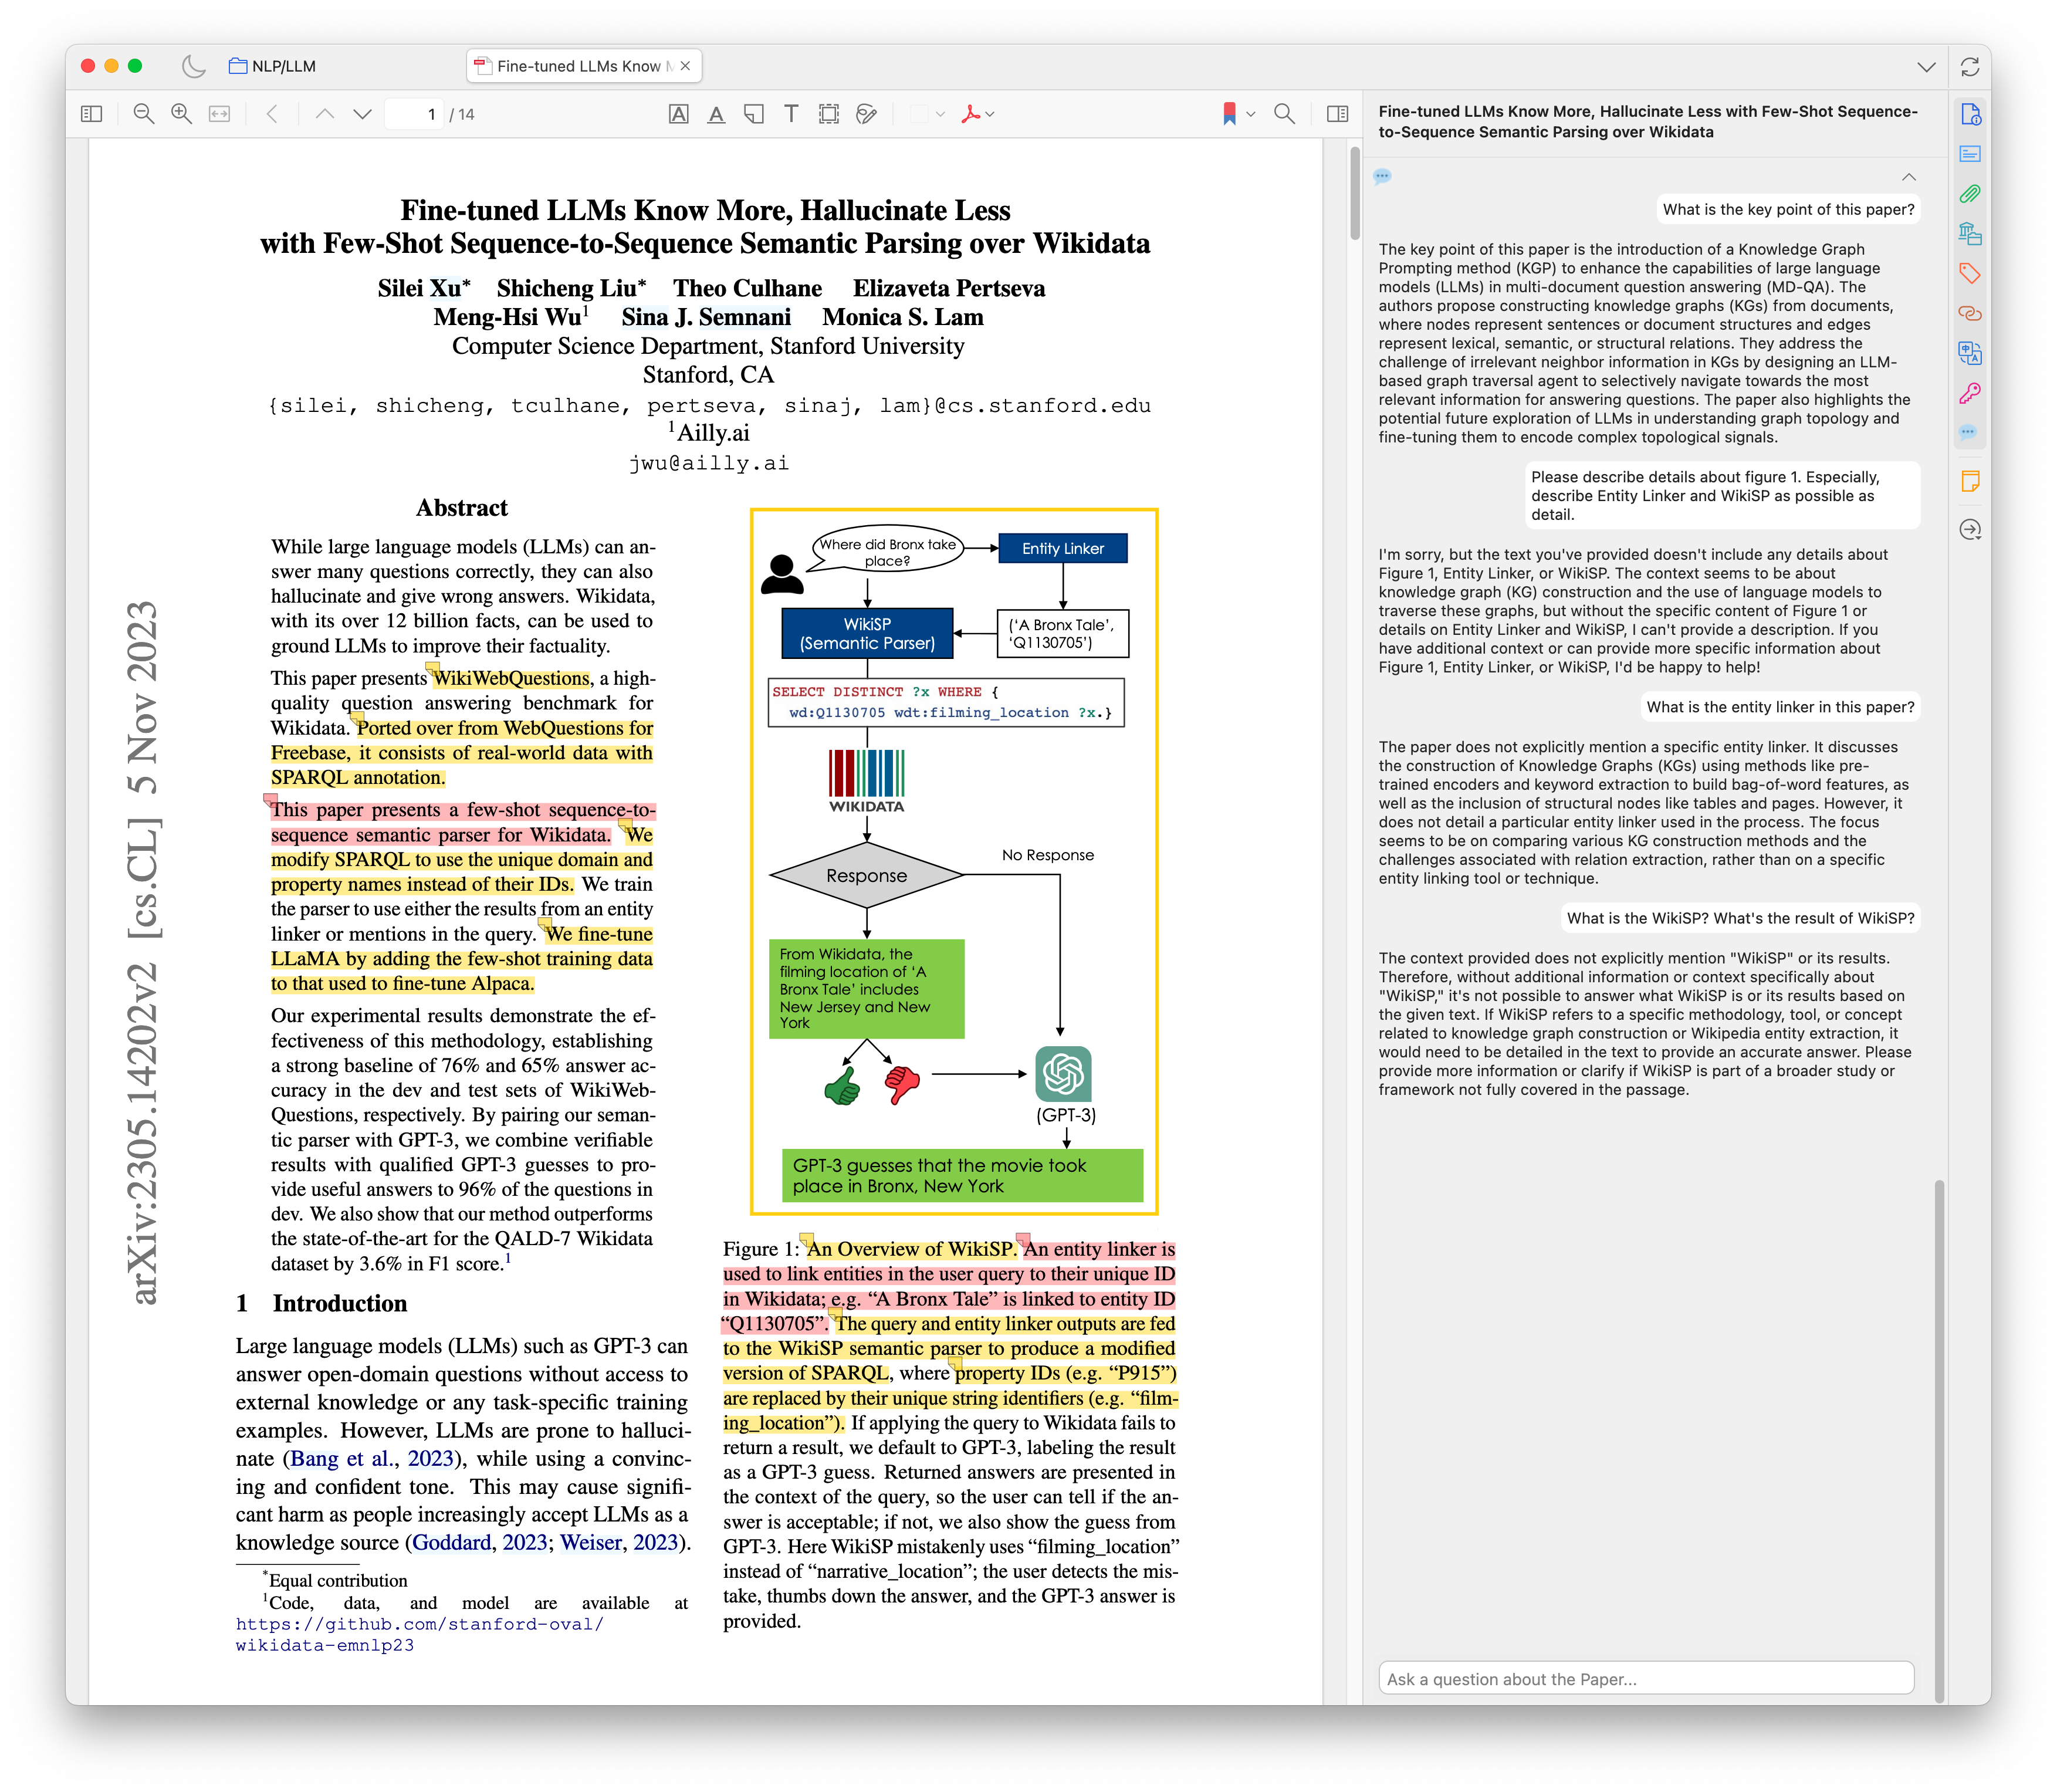 NLP/LLM
Fine-tuned LLMs Know M
1 / 14
Fine-tuned LLMs Know More, Hallucinate Less
with Few-Shot Sequence-to-Sequence Semantic Parsing over Wikidata
Silei Xu* Shicheng Liu* Theo Culhane Elizaveta Pertseva
Meng-Hsi Wu1 Sina J. Semnani Monica S. Lam
Computer Science Department, Stanford University
Stanford, CA
{silei, shicheng, tculhane, pertseva, sinaj, lam}@cs.stanford.edu
1Ailly.ai
jwu@ailly.ai
arXiv:2305.14202v2 [cs.CL] 5 Nov 2023
Abstract
While large language models (LLMs) can an-
swer many questions correctly, they can also
hallucinate and give wrong answers. Wikidata,
with its over 12 billion facts, can be used to
ground LLMs to improve their factuality.
This paper presents WikiWebQuestions, a high-
quality question answering benchmark for
Wikidata. Ported over from WebQuestions for
Freebase, it consists of real-world data with
SPARQL annotation.
This paper presents a few-shot sequence-to-
sequence semantic parser for Wikidata. We
modify SPARQL to use the unique domain and
property names instead of their IDs. We train
the parser to use either the results from an entity
linker or mentions in the query. We fine-tune
LLaMA by adding the few-shot training data
to that used to fine-tune Alpaca.
Our experimental results demonstrate the ef-
fectiveness of this methodology, establishing
a strong baseline of 76% and 65% answer ac-
curacy in the dev and test sets of WikiWeb-
Questions, respectively. By pairing our seman-
tic parser with GPT-3, we combine verifiable
results with qualified GPT-3 guesses to pro-
vide useful answers to 96% of the questions in
dev. We also show that our method outperforms
the state-of-the-art for the QALD-7 Wikidata
dataset by 3.6% in F1 score.1
1 Introduction
Large language models (LLMs) such as GPT-3 can
answer open-domain questions without access to
external knowledge or any task-specific training
examples. However, LLMs are prone to halluci-
nate (Bang et al., 2023), while using a convinc-
ing and confident tone. This may cause signifi-
cant harm as people increasingly accept LLMs as a
knowledge source (Goddard, 2023; Weiser, 2023).
*Equal contribution
1Code, data, and model are available at
https://github.com/stanford-oval/
wikidata-emnlp23
Where did Bronx take
place?
Entity Linker
WikiSP
(Semantic Parser)
(‘A Bronx Tale’,
‘Q1130705’)
SELECT DISTINCT ?x WHERE {
wd:Q1130705 wdt:filming_location ?x.}
WIKIDATA
Response
No Response
From Wikidata, the
filming location of ‘A
Bronx Tale’ includes
New Jersey and New
York
(GPT-3)
GPT-3 guesses that the movie took
place in Bronx, New York
Figure 1: An Overview of WikiSP. An entity linker is
used to link entities in the user query to their unique ID
in Wikidata; e.g. “A Bronx Tale” is linked to entity ID
“Q1130705”. The query and entity linker outputs are fed
to the WikiSP semantic parser to produce a modified
version of SPARQL, where property IDs (e.g. “P915”)
are replaced by their unique string identifiers (e.g. “film-
ing_location”). If applying the query to Wikidata fails to
return a result, we default to GPT-3, labeling the result
as a GPT-3 guess. Returned answers are presented in
the context of the query, so the user can tell if the an-
swer is acceptable; if not, we also show the guess from
GPT-3. Here WikiSP mistakenly uses “filming_location”
instead of “narrative_location”; the user detects the mis-
take, thumbs down the answer, and the GPT-3 answer is
provided.
Fine-tuned LLMs Know More, Hallucinate Less with Few-Shot Sequence-
to-Sequence Semantic Parsing over Wikidata
What is the key point of this paper?
The key point of this paper is the introduction of a Knowledge Graph
Prompting method (KGP) to enhance the capabilities of large language
models (LLMs) in multi-document question answering (MD-QA). The
authors propose constructing knowledge graphs (KGs) from documents,
where nodes represent sentences or document structures and edges
represent lexical, semantic, or structural relations. They address the
challenge of irrelevant neighbor information in KGs by designing an LLM-
based graph traversal agent to selectively navigate towards the most
relevant information for answering questions. The paper also highlights the
potential future exploration of LLMs in understanding graph topology and
fine-tuning them to encode complex topological signals.
Please describe details about figure 1. Especially,
describe Entity Linker and WikiSP as possible as
detail.
I'm sorry, but the text you've provided doesn't include any details about
Figure 1, Entity Linker, or WikiSP. The context seems to be about
knowledge graph (KG) construction and the use of language models to
traverse these graphs, but without the specific content of Figure 1 or
details on Entity Linker and WikiSP, I can't provide a description. If you
have additional context or can provide more specific information about
Figure 1, Entity Linker, or WikiSP, I'd be happy to help!
What is the entity linker in this paper?
The paper does not explicitly mention a specific entity linker. It discusses
the construction of Knowledge Graphs (KGs) using methods like pre-
trained encoders and keyword extraction to build bag-of-word features, as
well as the inclusion of structural nodes like tables and pages. However, it
does not detail a particular entity linker used in the process. The focus
seems to be on comparing various KG construction methods and the
challenges associated with relation extraction, rather than on a specific
entity linking tool or technique.
What is the WikiSP? What's the result of WikiSP?
The context provided does not explicitly mention "WikiSP" or its results.
Therefore, without additional information or context specifically about
"WikiSP," it's not possible to answer what WikiSP is or its results based on
the given text. If WikiSP refers to a specific methodology, tool, or concept
related to knowledge graph construction or Wikipedia entity extraction, it
would need to be detailed in the text to provide an accurate answer. Please
provide more information or clarify if WikiSP is part of a broader study or
framework not fully covered in the passage.
Ask a question about the Paper...